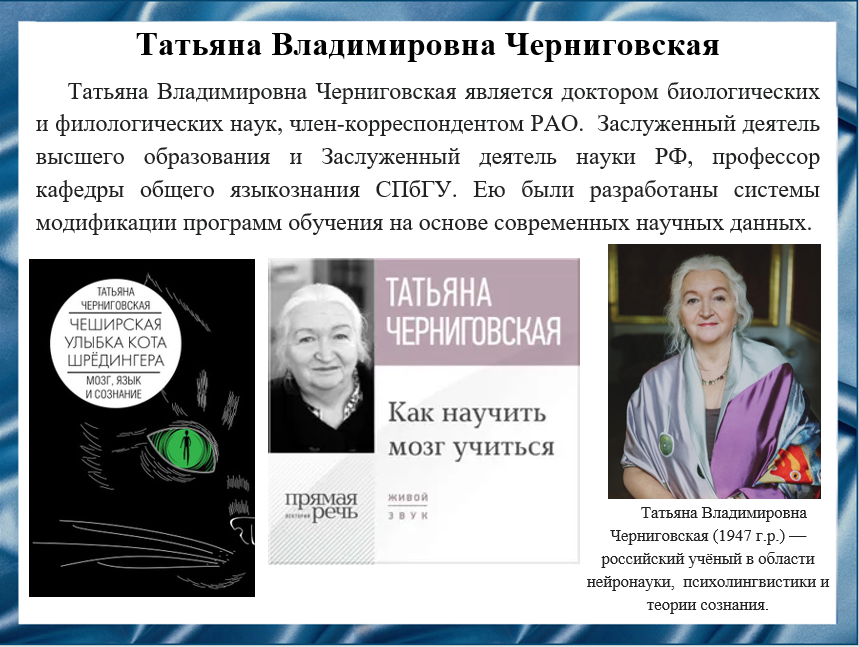 Татьяна Владимировна Черниговская
Татьяна Владимировна Черниговская является доктором биологических
и филологических наук, член-корреспондентом РАО. Заслуженный деятель
высшего образования и Заслуженный деятель науки РФ, профессор
кафедры общего языкознания СПбГУ. Ею были разработаны системы
модификации программ обучения на основе современных научных данных.
ТАТЬЯНА
ЧЕРНИГОВСКАЯ
ЧЕШИРСКАЯ
УЛЫБКА КОТА
ШРЁДИНГЕРА
МОЗГ, ЯЗЫК
И СОЗНАНИЕ
ТАТЬЯНА
ЧЕРНИГОВСКАЯ
Как научить
мозг учиться
прямая
лекторий речь
ЖИВОЙ
ЗВУК
Татьяна Владимировна
Черниговская (1947 г.р.) —
российский учёный в области
нейронауки, психолингвистики и
теории сознания.